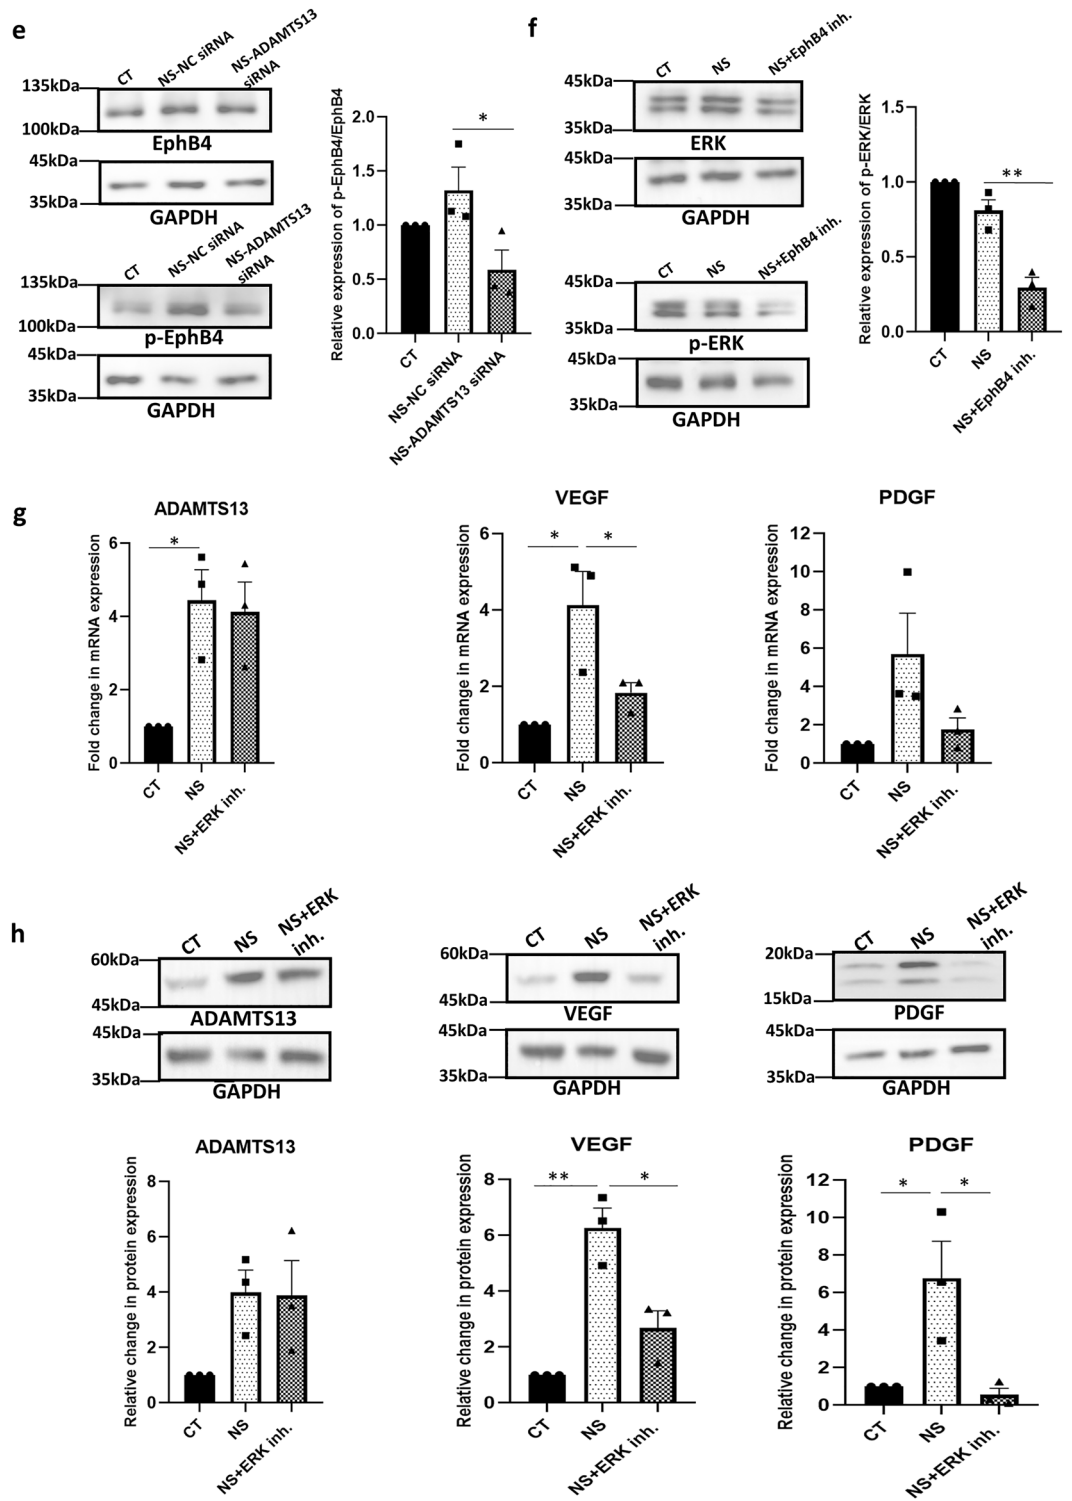 e
CT
NS-NC siRNA
NS-ADAMTS13
siRNA
135kDa
100kDa
EphB4
45kDa
35kDa
GAPDH
CT
NS-NC siRNA
NS-ADAMTS13
siRNA
135kDa
100kDa
p-EphB4
45kDa
35kDa
GAPDH
Relative expression of p-EphB4/EphB4
2.0
1.5
1.0
0.5
0.0
*
CT
NS-NC siRNA
NS-ADAMTS13 siRNA
f
CT
NS
NS+EphB4 inh.
45kDa
35kDa
ERK
45kDa
35kDa
GAPDH
CT
NS
NS+EphB4 inh.
45kDa
35kDa
p-ERK
45kDa
35kDa
GAPDH
Relative expression of p-ERK/ERK
1.5
1.0
0.5
0.0
**
CT
NS
NS+EphB4 inh.
g
ADAMTS13
Fold change in mRNA expression
6
4
2
0
*
CT
NS
NS+ERK inh.
VEGF
Fold change in mRNA expression
6
4
2
0
*
*
CT
NS
NS+ERK inh.
PDGF
Fold change in mRNA expression
12
10
8
6
4
2
0
CT
NS
NS+ERK inh.
h
CT
NS
NS+ERK
inh.
60kDa
45kDa
ADAMTS13
45kDa
35kDa
GAPDH
CT
NS
NS+ERK
inh.
60kDa
45kDa
VEGF
45kDa
35kDa
GAPDH
CT
NS
NS+ERK
inh.
20kDa
15kDa
PDGF
45kDa
35kDa
GAPDH
ADAMTS13
Relative change in protein expression
8
6
4
2
0
CT
NS
NS+ERK inh.
VEGF
Relative change in protein expression
8
6
4
2
0
**
*
CT
NS
NS+ERK inh.
PDGF
Relative change in protein expression
12
10
8
6
4
2
0
*
*
CT
NS
NS+ERK inh.